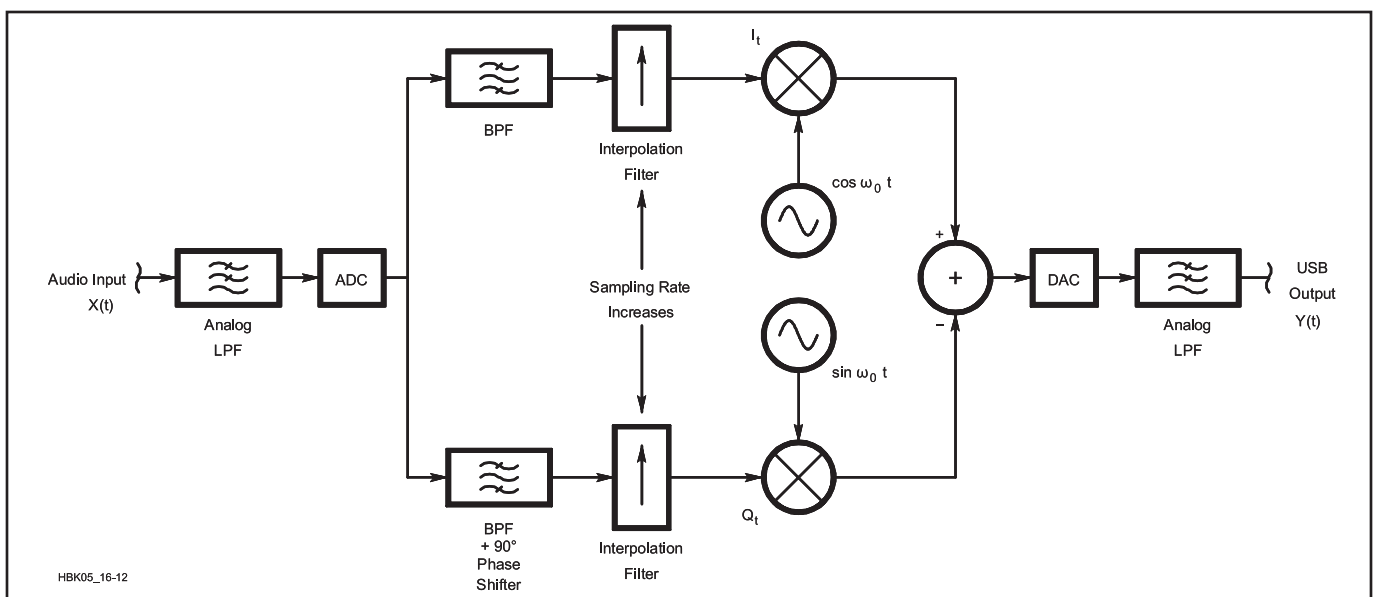 I_t
BPF
Interpolation
Filter
cos ω_0 t
+
Audio Input
X(t)
Analog
LPF
ADC
Sampling Rate
Increases
+
DAC
Analog
LPF
USB
Output
Y(t)
−
sin ω_0 t
Q_t
BPF
+ 90°
Phase
Shifter
Interpolation
Filter
HBK05_16-12